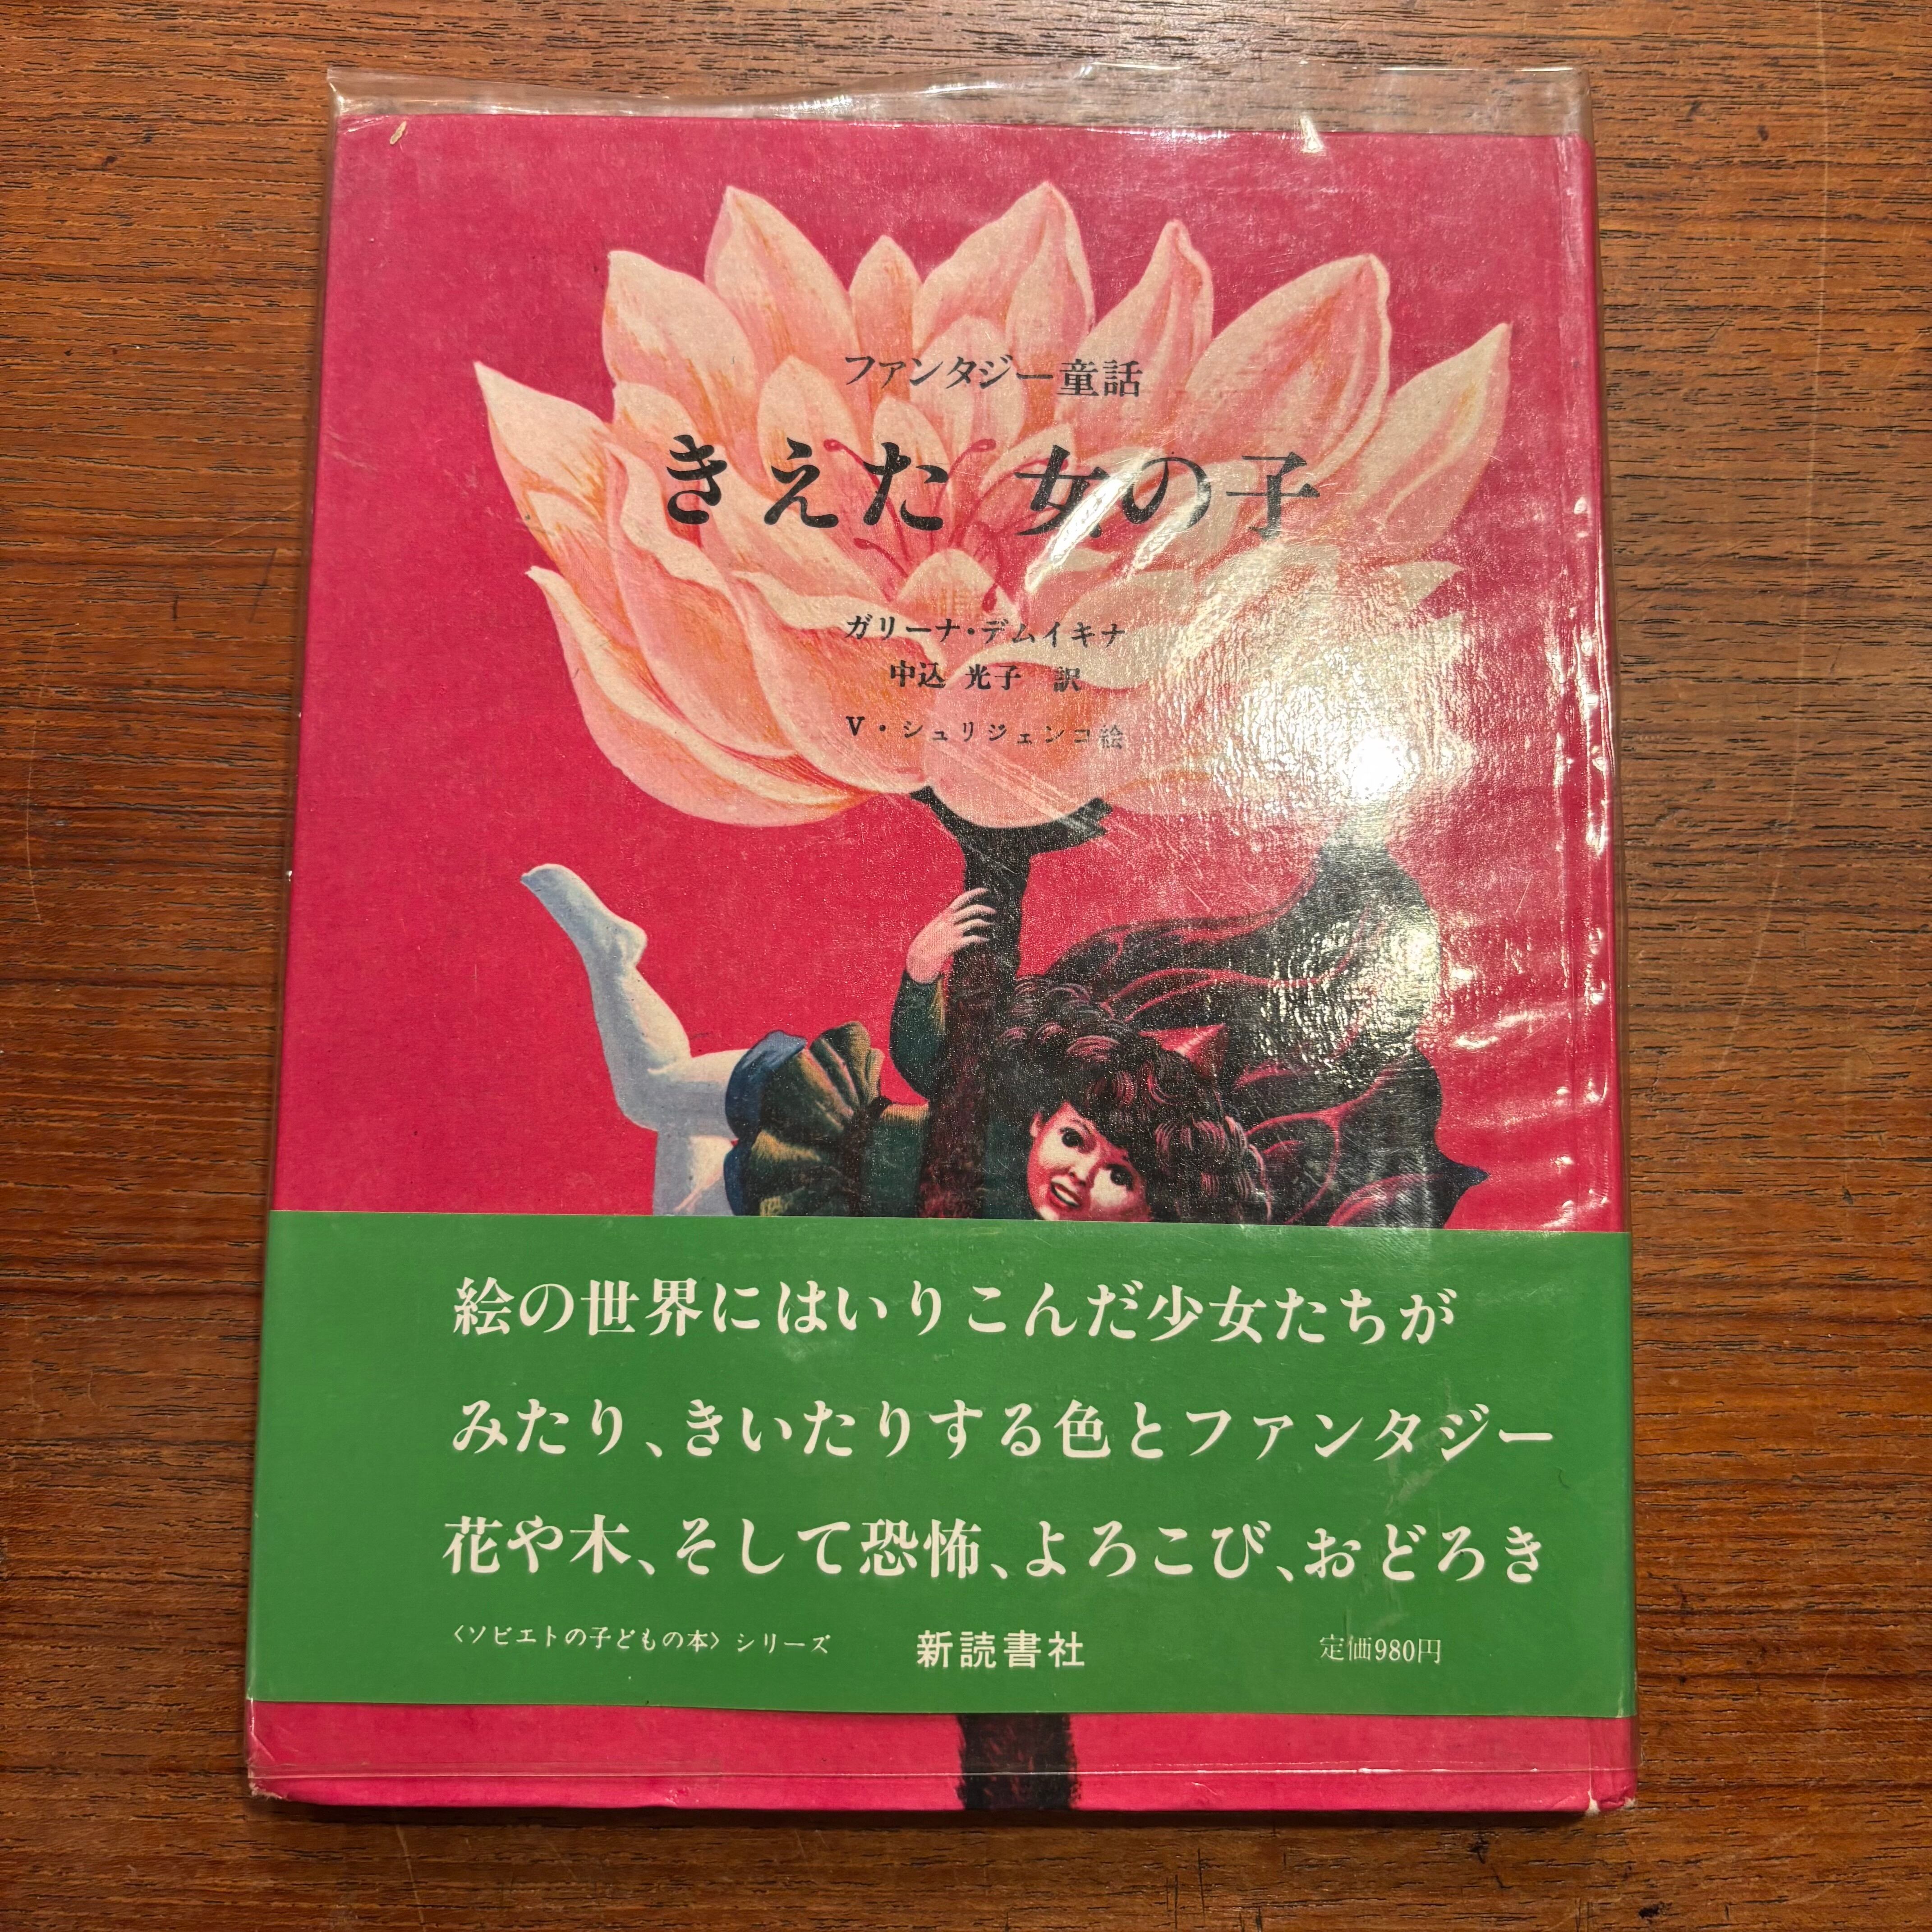 ファンタジー童話
きえた 女の子
ガリーナ・デムイキナ
中込 光子 訳
V・シュリジェンコ絵
絵の世界にはいりこんだ少女たちが
みたり、きいたりする色とファンタジー
花や木、そして恐怖、よろこび、おどろき
〈ソビエトの子どもの本〉シリーズ 新読書社 定価980円